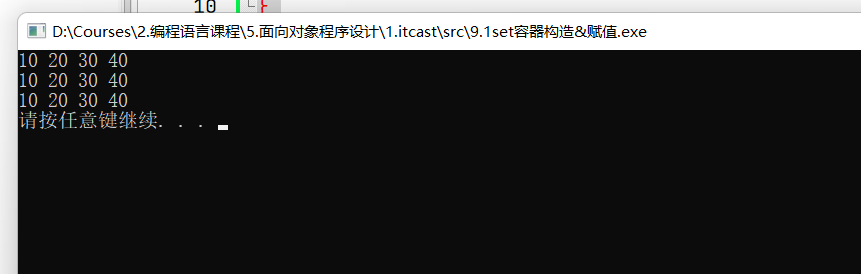 10 }
D:\Courses\2.编程语言课程\5.面向对象程序设计\1.itcast\src\9.1set容器构造&赋值.exe
10 20 30 40
10 20 30 40
10 20 30 40
请按任意键继续. . .